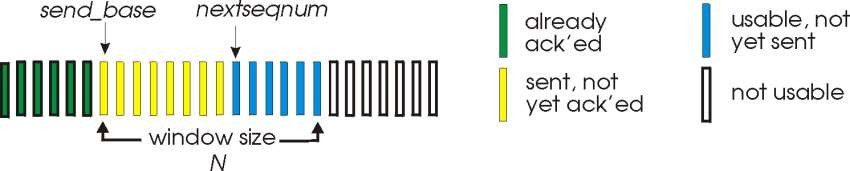 send_base
nextseqnum
window size
N
already
ack'ed
sent, not
yet ack'ed
usable, not
yet sent
not usable